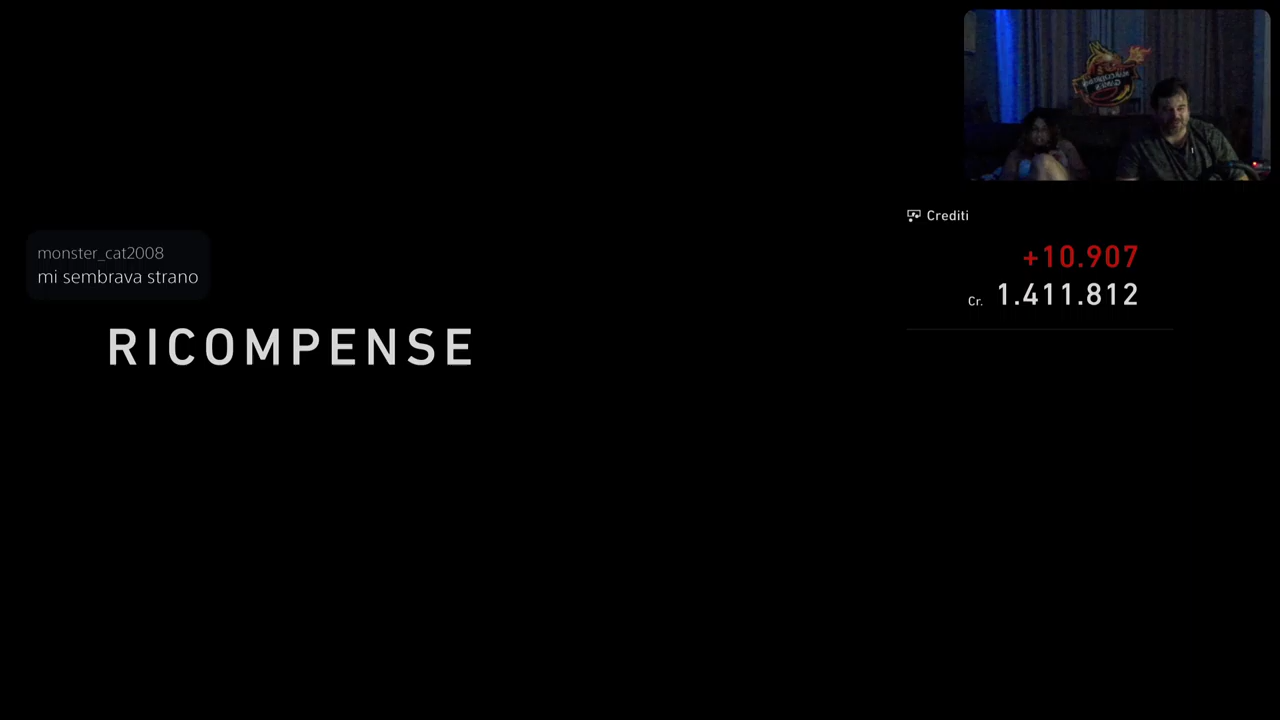 Crediti
+10.907
Cr. 1.411.812
monster_cat2008
mi sembrava strano
RICOMPENSE